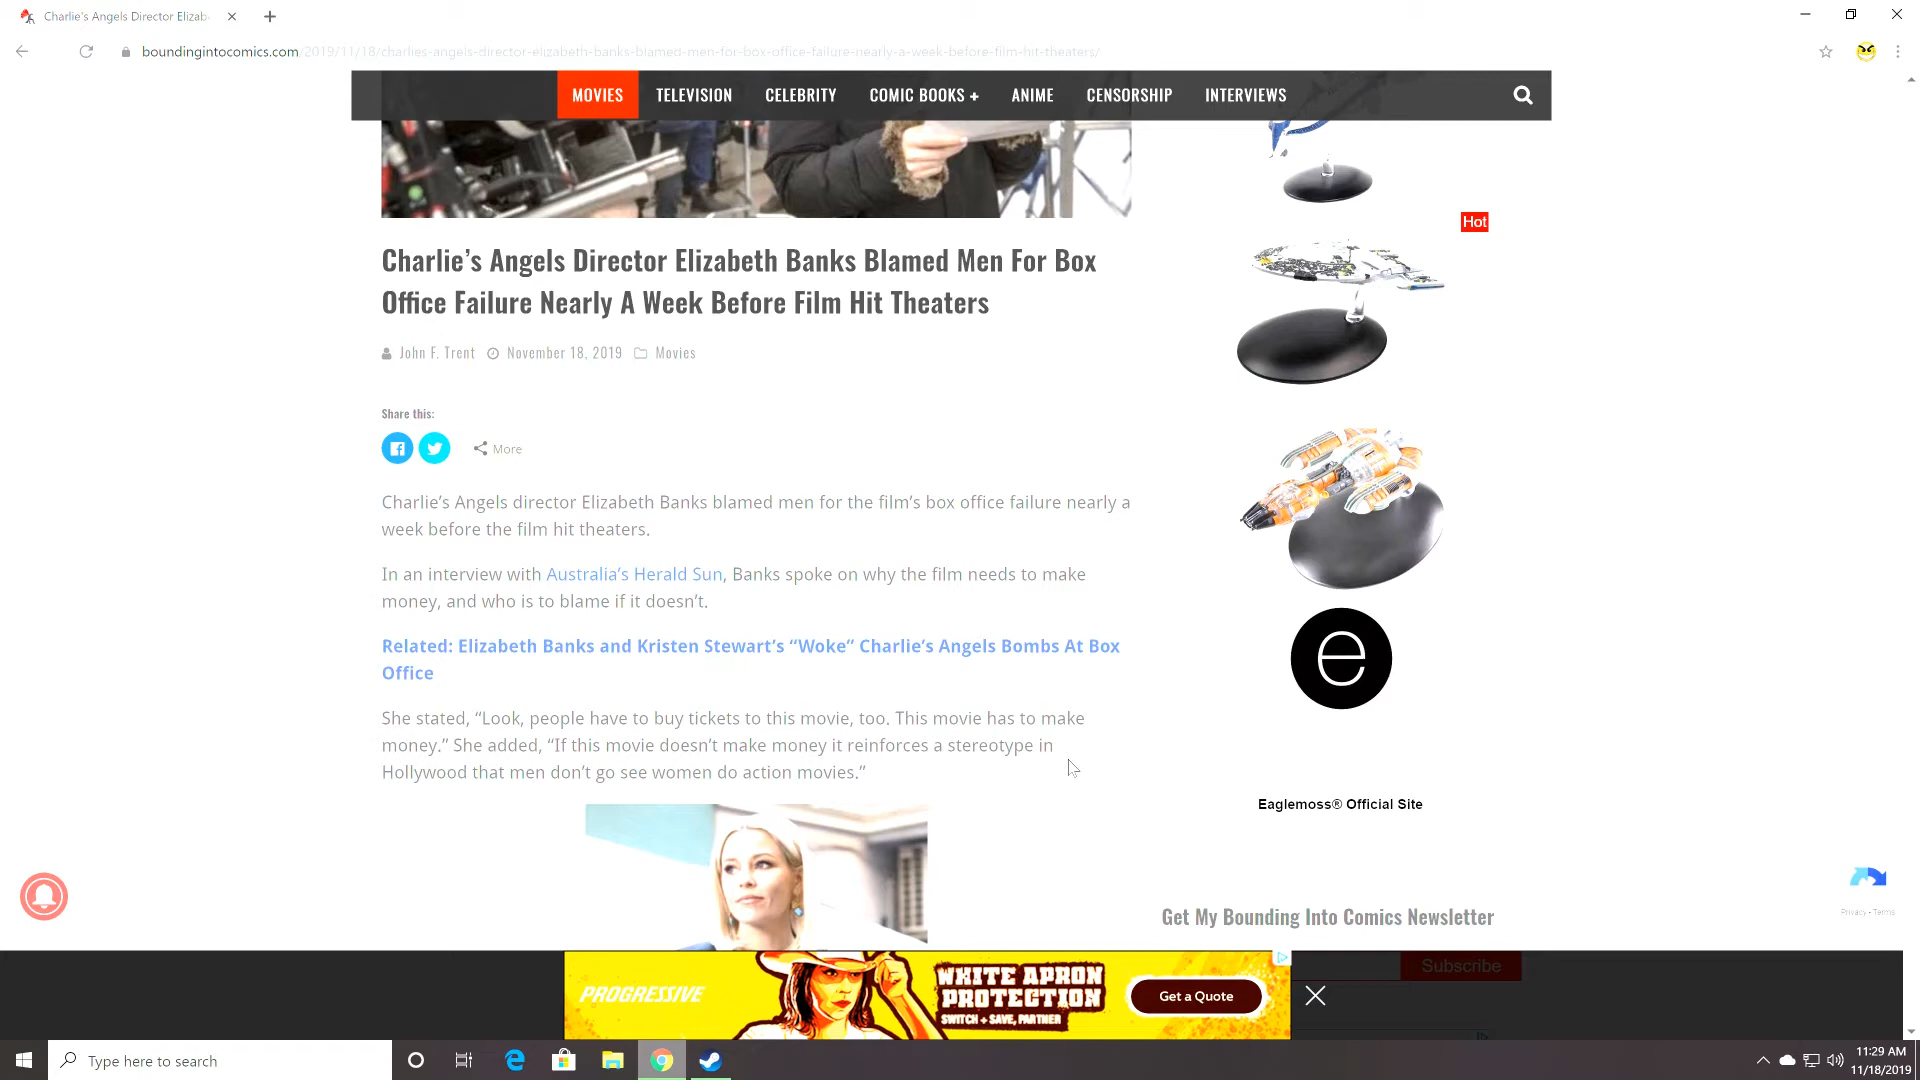 Charlie's Angels Director Elizab
boundingintocomics.com/2019/11/18/charlies-angels-director-elizabeth-banks-blamed-men-for-box-office-failure-nearly-a-week-before-film-hit-theaters/
MOVIES TELEVISION CELEBRITY COMIC BOOKS + ANIME CENSORSHIP INTERVIEWS
Hot
Charlie's Angels Director Elizabeth Banks Blamed Men For Box
Office Failure Nearly A Week Before Film Hit Theaters
John F. Trent November 18, 2019 Movies
Share this:
More
Charlie's Angels director Elizabeth Banks blamed men for the film's box office failure nearly a
week before the film hit theaters.
In an interview with Australia's Herald Sun, Banks spoke on why the film needs to make
money, and who is to blame if it doesn't.
Related: Elizabeth Banks and Kristen Stewart's “Woke” Charlie's Angels Bombs At Box
Office
She stated, “Look, people have to buy tickets to this movie, too. This movie has to make
money.” She added, “If this movie doesn't make money it reinforces a stereotype in
Hollywood that men don't go see women do action movies.”
e
Eaglemoss® Official Site
Privacy - Terms
Get My Bounding Into Comics Newsletter
Subscribe
PROGRESSIVE
WHITE APRON
PROTECTION
SWITCH + SAVE, PARTNER
Get a Quote
Type here to search
11:29 AM
11/18/2019